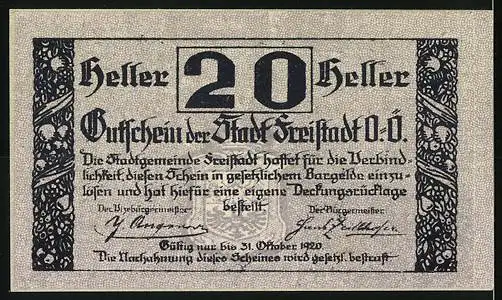 Heller 20 Heller
Gutschein der Stadt Freistadt O=Ö.
Die Stadtgemeinde Freistadt haftet für die Verbind=
lichkeit, diesen Schein in gesetzlichem Bargelde einzu=
lösen und hat hiefür eine eigene Deckungsrücklage
bestellt.
Der Vizebürgermeister Der Bürgermeister
Gültig nur bis 31. Oktober 1920.
Die Nachahmung dieses Scheines wird gesetzl. bestraft